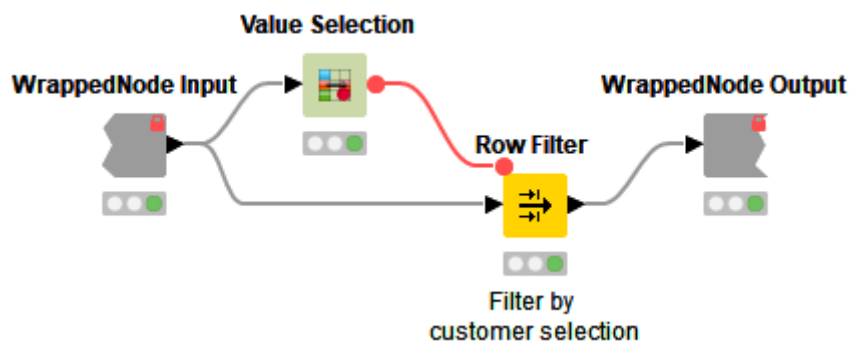 Value Selection
WrappedNode Input
WrappedNode Output
Row Filter
Filter by
customer selection